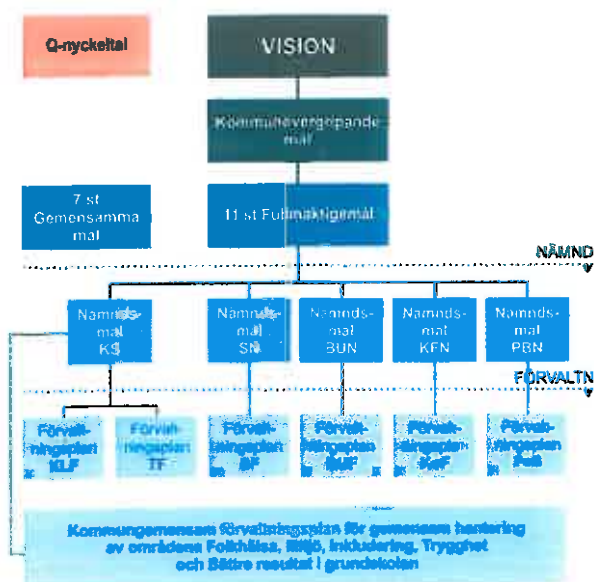 Q-nyckeltal
VISION
Kommunövergripande
mål
7 st
Gemensamma
mål
11 st Fullmäktigemål
NÄMND
Nämnds-
mål
KS
Nämnds-
mål
SN
Nämnds-
mål
BUN
Nämnds-
mål
KFN
Nämnds-
mål
PBN
FÖRVALTN
Förvalt-
ningsplan
KLF
Förvalt-
ningsplan
TF
Förvalt-
ningsplan
SF
Förvalt-
ningsplan
BUF
Förvalt-
ningsplan
KoF
Förvalt-
ningsplan
Kommungemensam förvaltningsplan för gemensam hantering
av områdena Folkhälsa, Miljö, Inkludering, Trygghet
och Bättre resultat i grundskolan